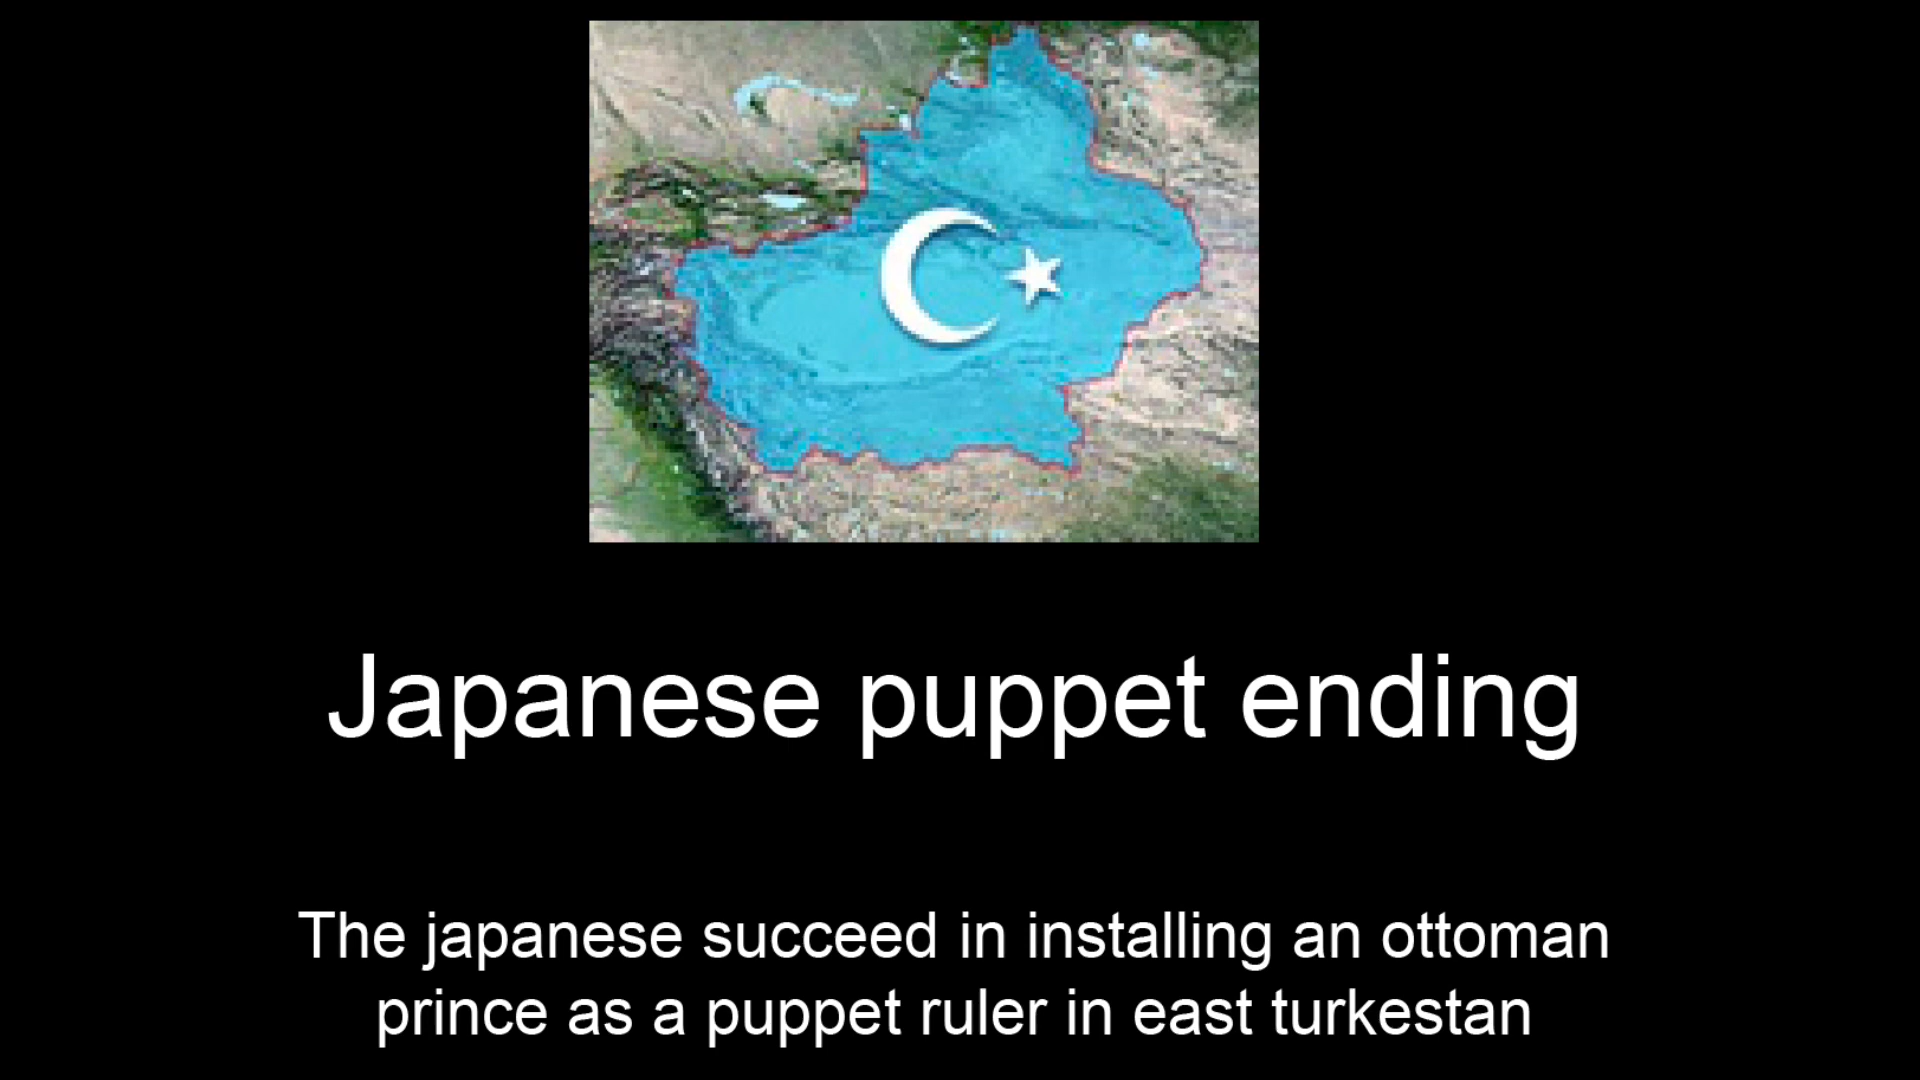 Japanese puppet ending
The japanese succeed in installing an ottoman
prince as a puppet ruler in east turkestan